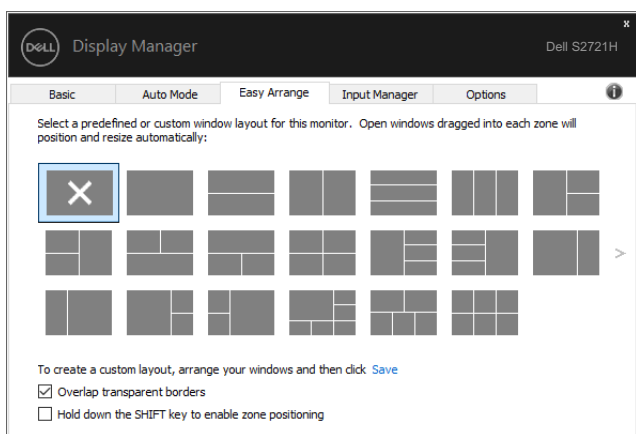 x
DELL Display Manager Dell S2721H
Basic Auto Mode Easy Arrange Input Manager Options
Select a predefined or custom window layout for this monitor. Open windows dragged into each zone will
position and resize automatically:
>
To create a custom layout, arrange your windows and then click Save
Overlap transparent borders
Hold down the SHIFT key to enable zone positioning